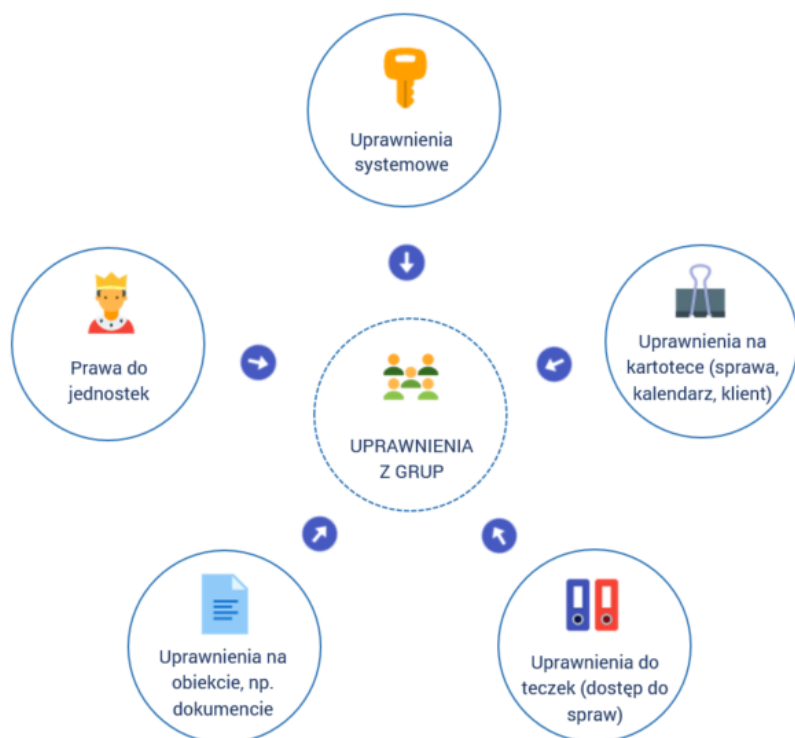 Uprawnienia
systemowe
Prawa do
jednostek
Uprawnienia na
kartotece (sprawa,
kalendarz, klient)
UPRAWNIENIA
Z GRUP
Uprawnienia na
obiekcie, np.
dokumencie
Uprawnienia do
teczek (dostęp do
spraw)